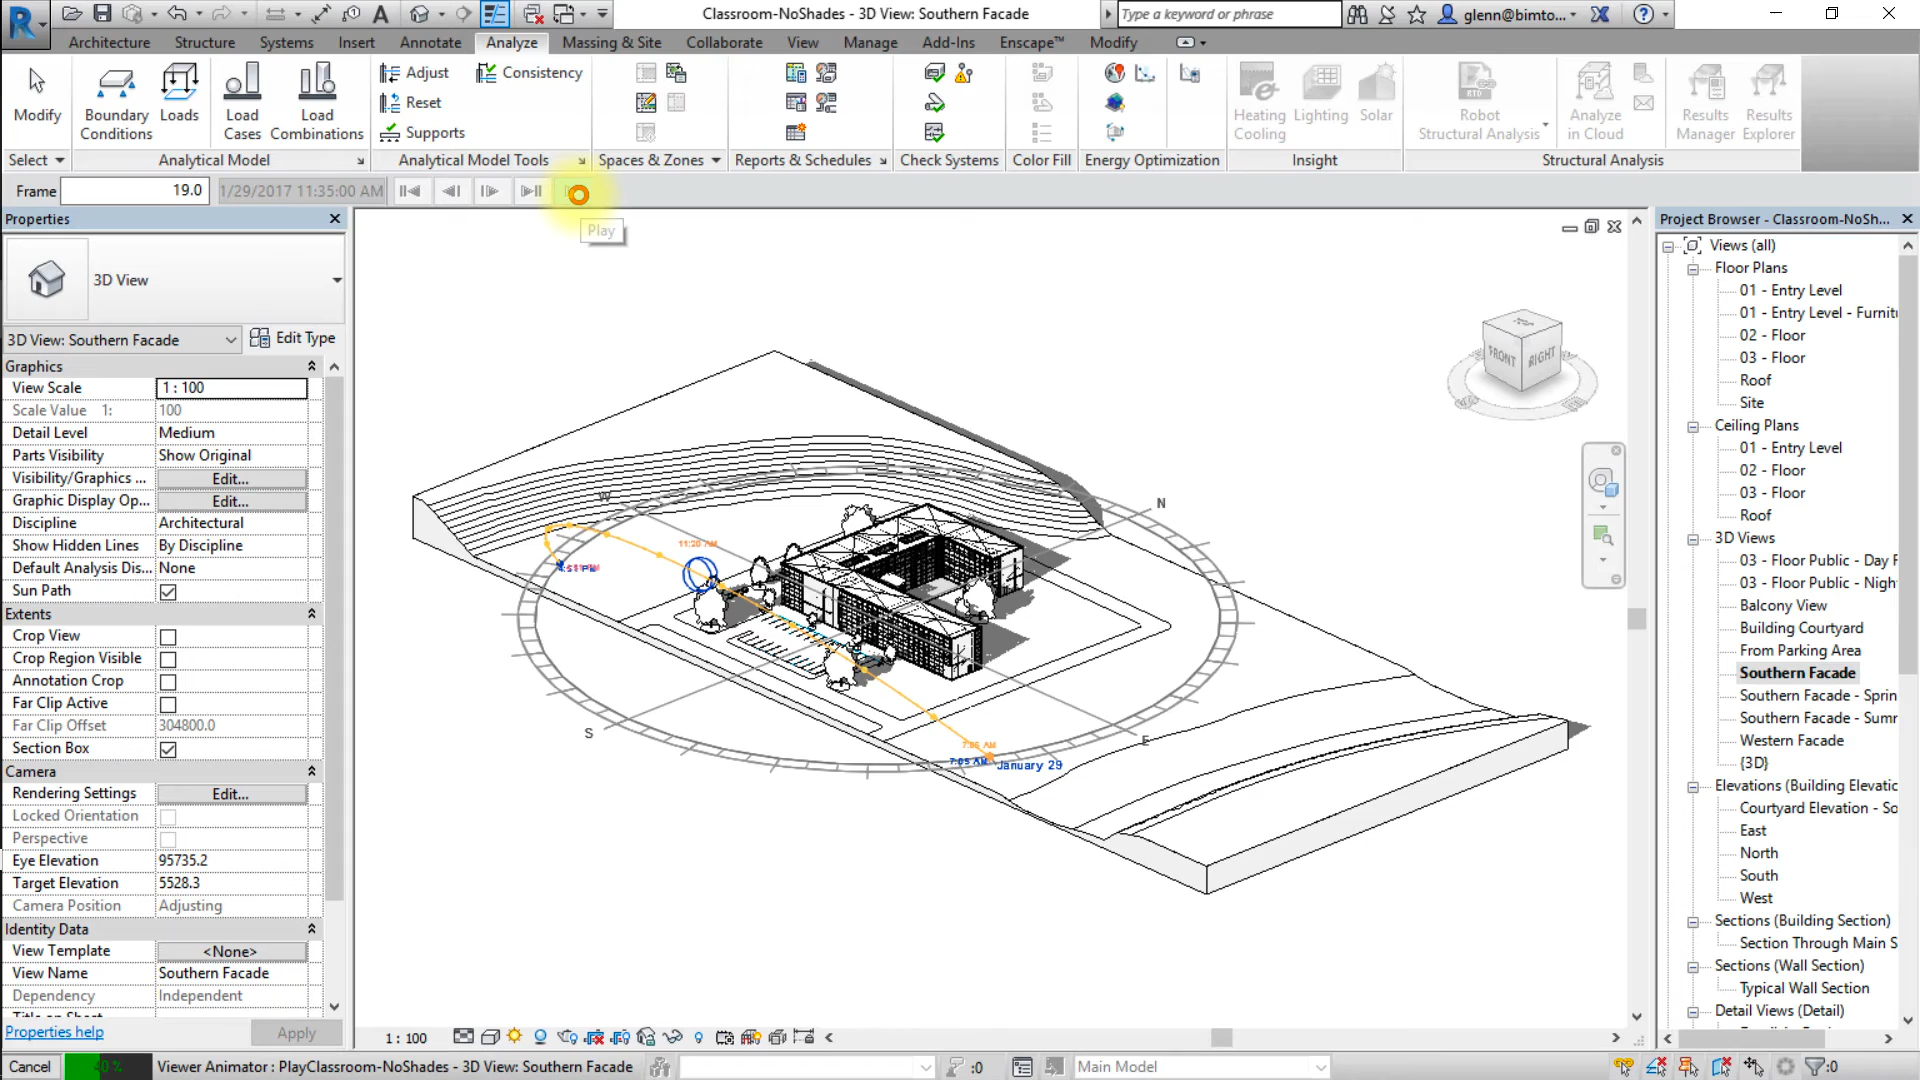 Classroom-NoShades - 3D View: Southern Facade
Type a keyword or phrase
glenn@bimto...
Architecture Structure Systems Insert Annotate Analyze Massing & Site Collaborate View Manage Add-Ins Enscape™ Modify
Modify
Boundary Conditions
Loads
Load Cases
Load Combinations
Adjust
Consistency
Reset
Supports
Heating Cooling
Lighting
Solar
Robot Structural Analysis
Analyze in Cloud
Results Manager
Results Explorer
Select
Analytical Model
Analytical Model Tools
Spaces & Zones
Reports & Schedules
Check Systems
Color Fill
Energy Optimization
Insight
Structural Analysis
Frame 19.0 1/29/2017 11:35:00 AM
Play
Properties
3D View
3D View: Southern Facade Edit Type
Graphics
View Scale 1 : 100
Scale Value 1: 100
Detail Level Medium
Parts Visibility Show Original
Visibility/Graphics ... Edit...
Graphic Display Op... Edit...
Discipline Architectural
Show Hidden Lines By Discipline
Default Analysis Dis... None
Sun Path
Extents
Crop View
Crop Region Visible
Annotation Crop
Far Clip Active
Far Clip Offset 304800.0
Section Box
Camera
Rendering Settings Edit...
Locked Orientation
Perspective
Eye Elevation 95735.2
Target Elevation 5528.3
Camera Position Adjusting
Identity Data
View Template <None>
View Name Southern Facade
Dependency Independent
Properties help Apply
FRONT
RIGHT
N
W
S
E
11:20 AM
7:05 AM
7:05 AM
January 29
Project Browser - Classroom-NoSh...
Views (all)
Floor Plans
01 - Entry Level
01 - Entry Level - Furnitu
02 - Floor
03 - Floor
Roof
Site
Ceiling Plans
01 - Entry Level
02 - Floor
03 - Floor
Roof
3D Views
03 - Floor Public - Day F
03 - Floor Public - Nigh
Balcony View
Building Courtyard
From Parking Area
Southern Facade
Southern Facade - Sprin
Southern Facade - Sumr
Western Facade
{3D}
Elevations (Building Elevatio
Courtyard Elevation - So
East
North
South
West
Sections (Building Section)
Section Through Main S
Sections (Wall Section)
Typical Wall Section
Detail Views (Detail)
1 : 100
Cancel
Viewer Animator : PlayClassroom-NoShades - 3D View: Southern Facade
:0
Main Model
:0